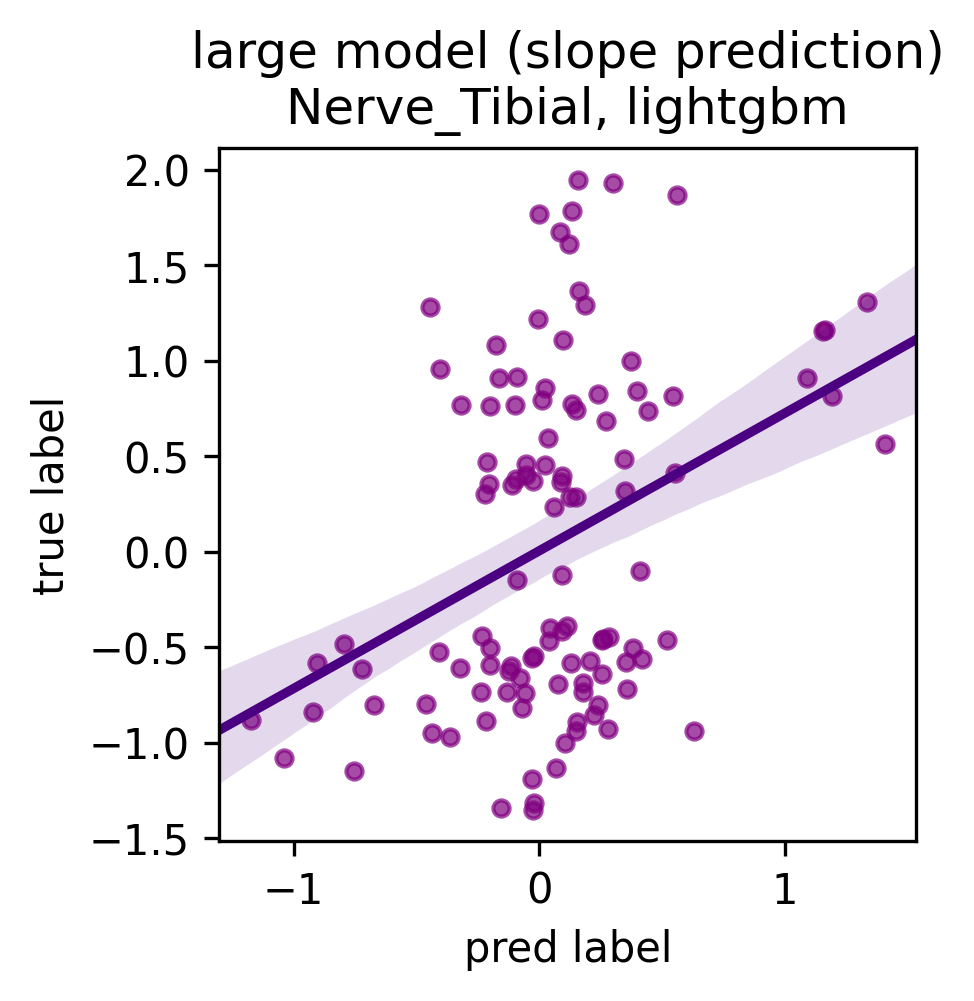 large model (slope prediction)
Nerve_Tibial, lightgbm
2.0
1.5
1.0
0.5
0.0
−0.5
−1.0
−1.5
true label
−1
0
1
pred label